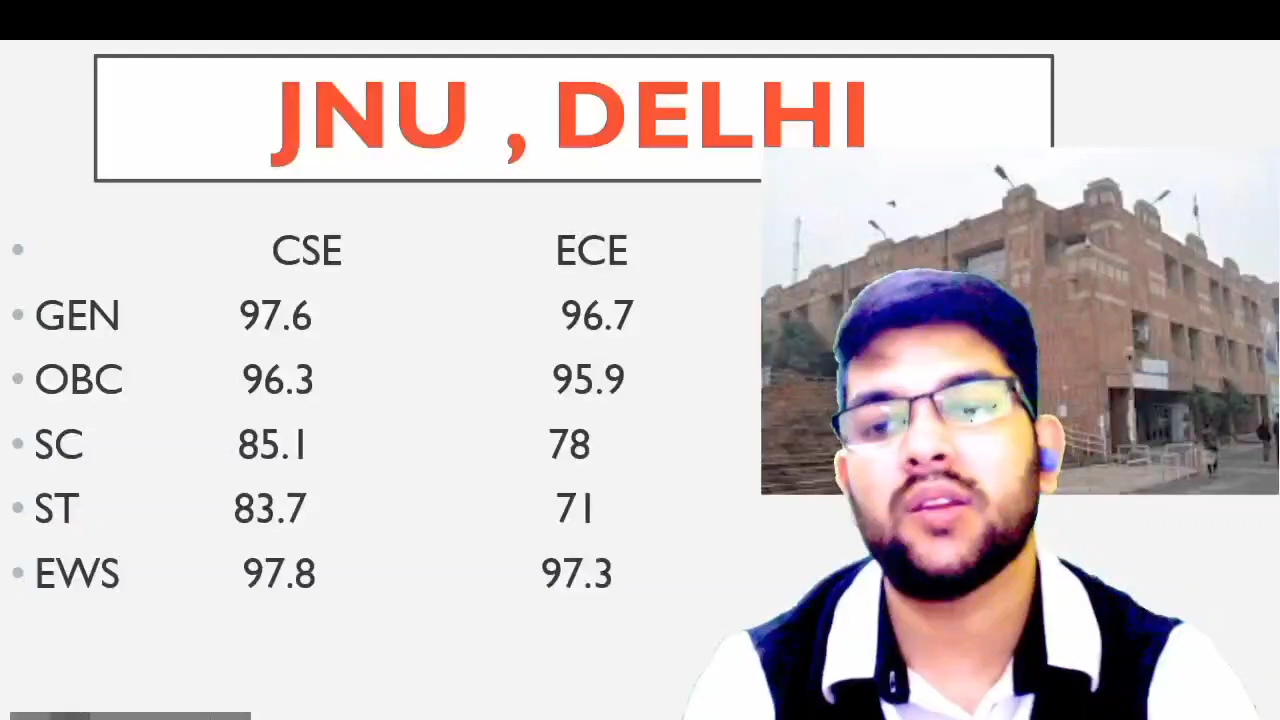 JNU , DELHI
CSE ECE
GEN 97.6 96.7
OBC 96.3 95.9
SC 85.1 78
ST 83.7 71
EWS 97.8 97.3